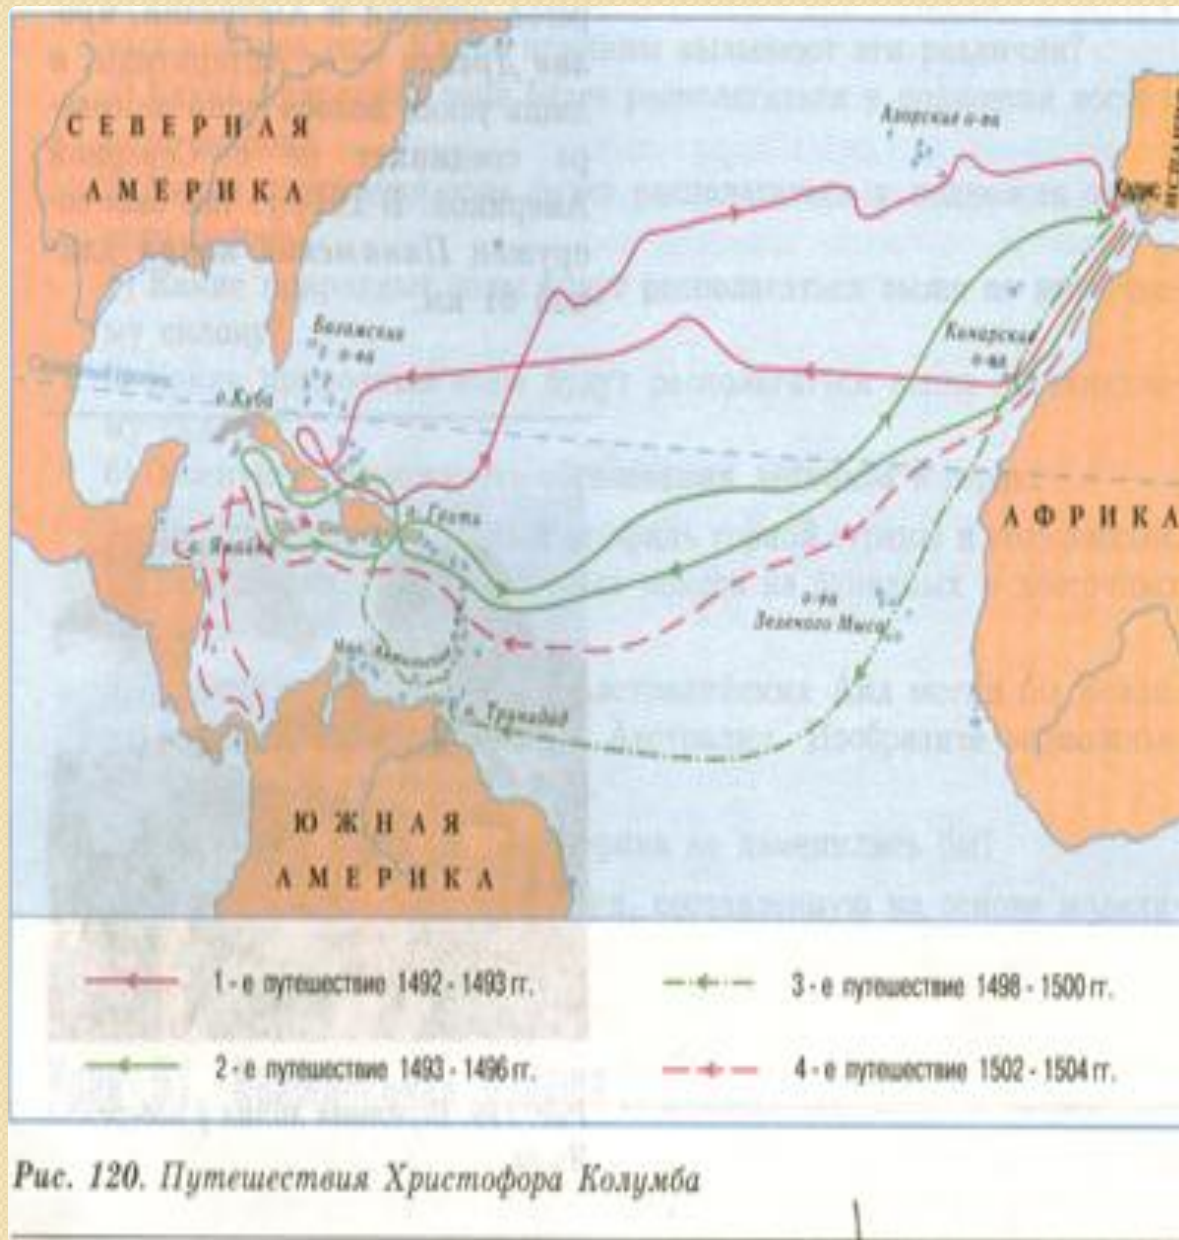 СЕВЕРНАЯ
АМЕРИКА
Азорские о-ва
Кадис
Багамские
о-ва
Канарские
о-ва
о.Куба
о. Гаити
о. Ямайка
АФРИКА
о-ва
Зеленого Мыса
о. Тринидад
ЮЖНАЯ
АМЕРИКА
1-е путешествие 1492-1493 гг.
3-е путешествие 1498-1500 гг.
2-е путешествие 1493-1496 гг.
4-е путешествие 1502-1504 гг.
Рис. 120. Путешествия Христофора Колумба